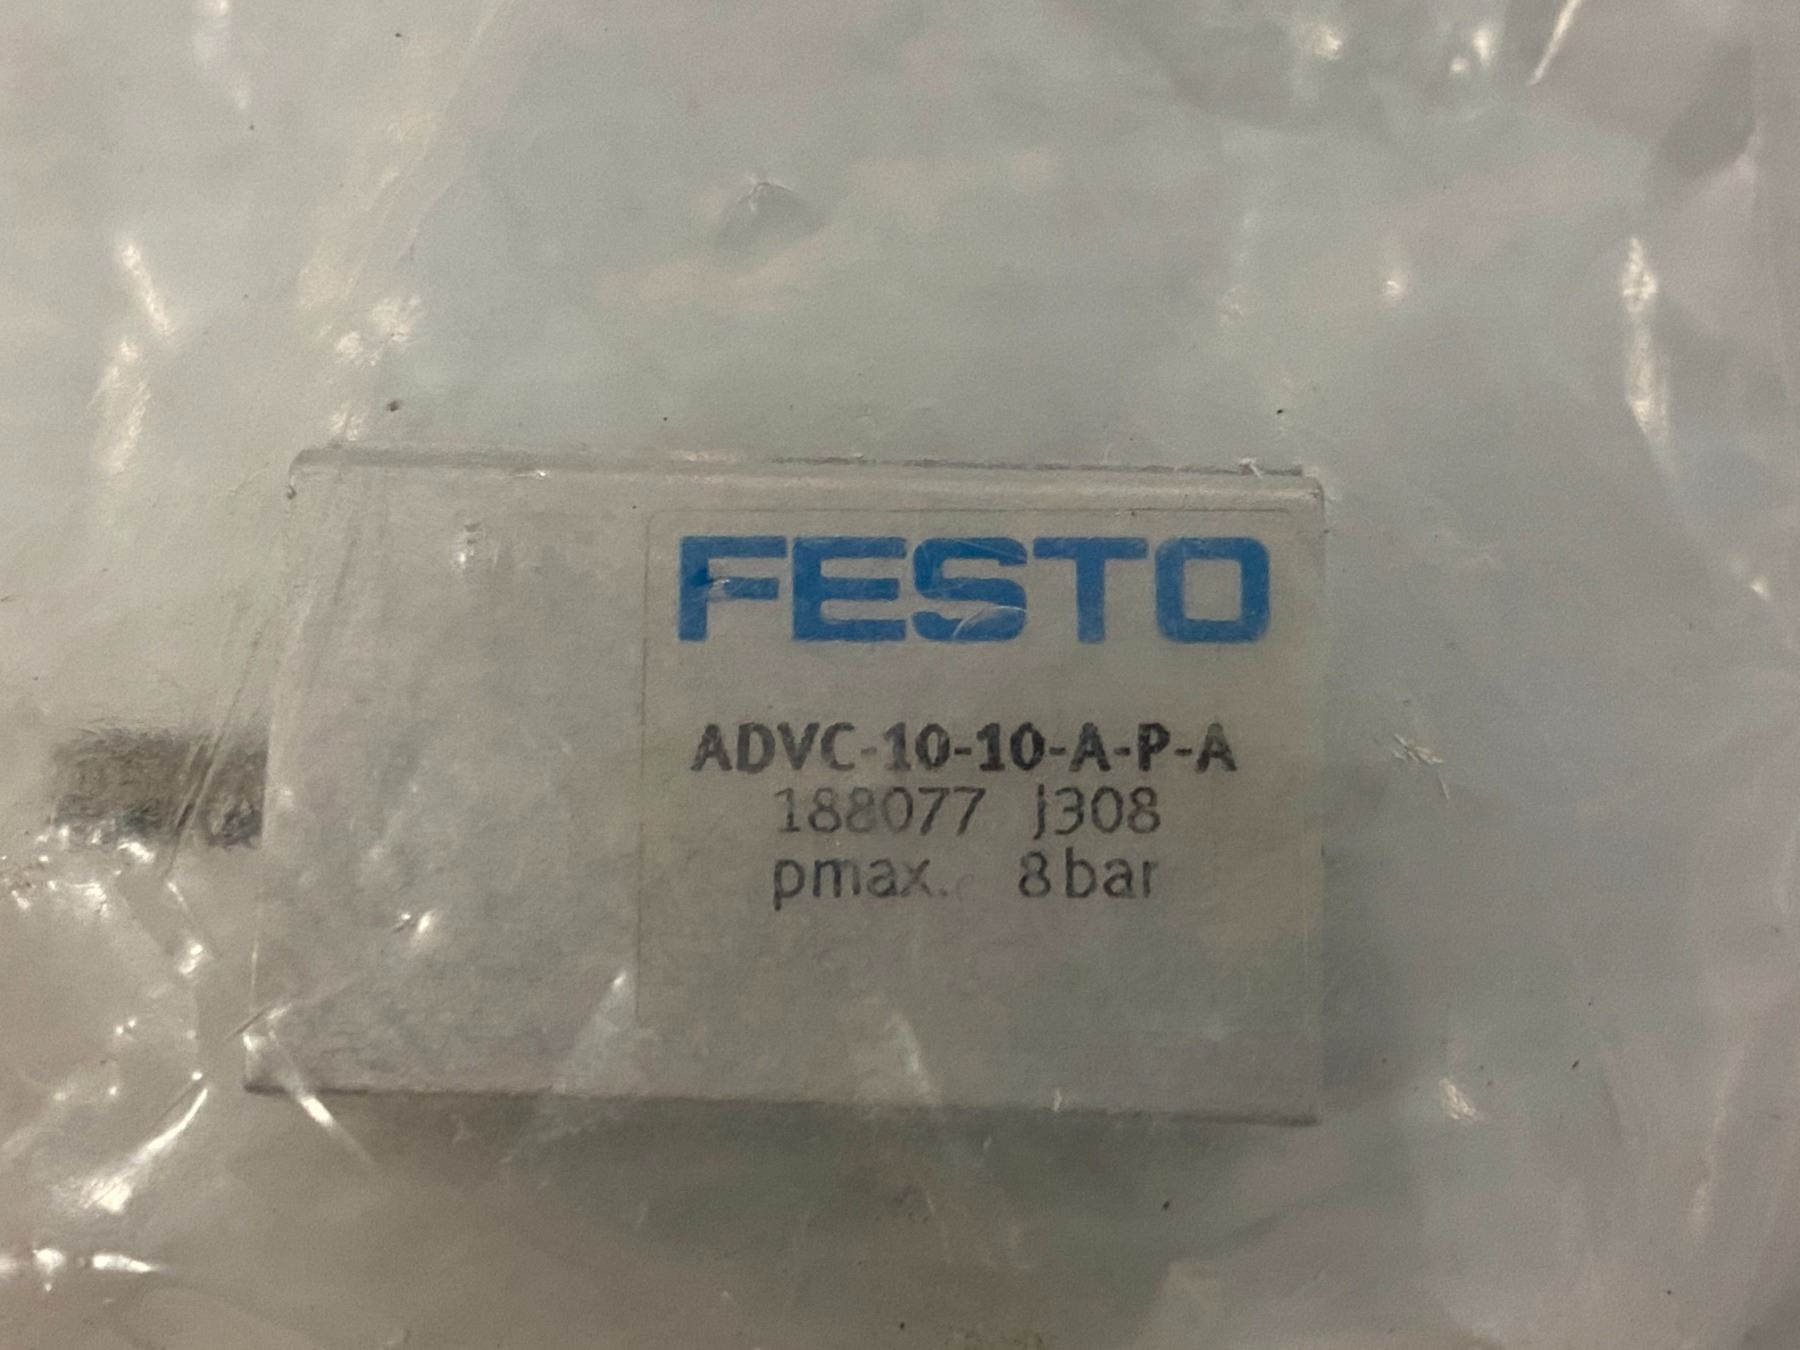 FESTO
ADVC-10-10-A-P-A
188077 J308
pmax. 8 bar